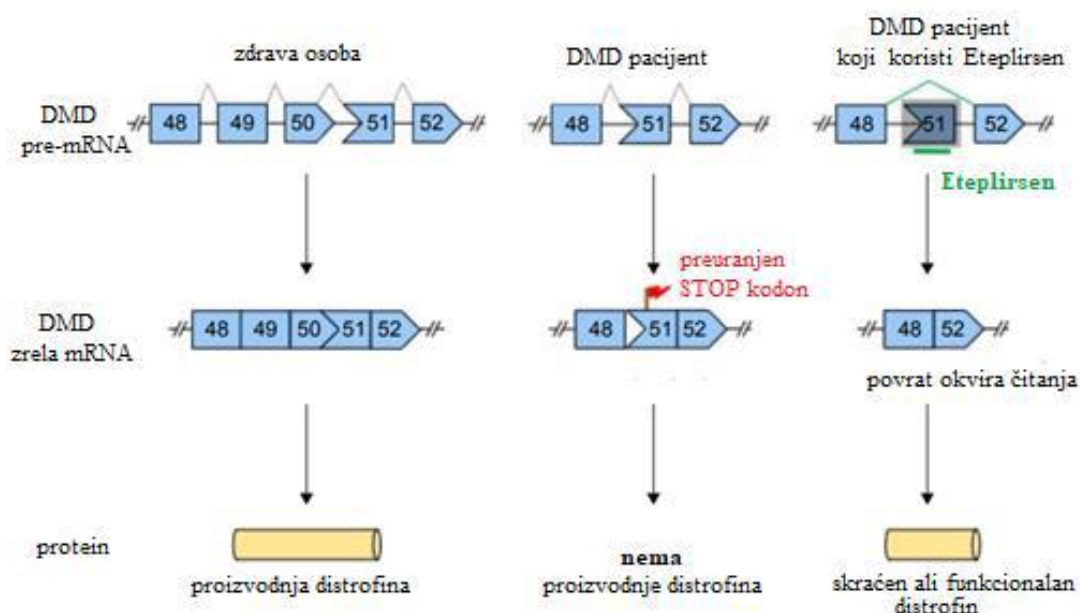 zdrava osoba
DMD pacijent
DMD pacijent
koji koristi Eteplirsen
DMD
pre-mRNA
48 49 50 51 52
48 51 52
48 51 52
Eteplirsen
preuranjen
STOP kodon
DMD
zrela mRNA
48 49 50 51 52
48 51 52
48 52
povrat okvira čitanja
protein
proizvodnja distrofina
nema
proizvodnje distrofina
skraćen ali funkcionalan
distrofin